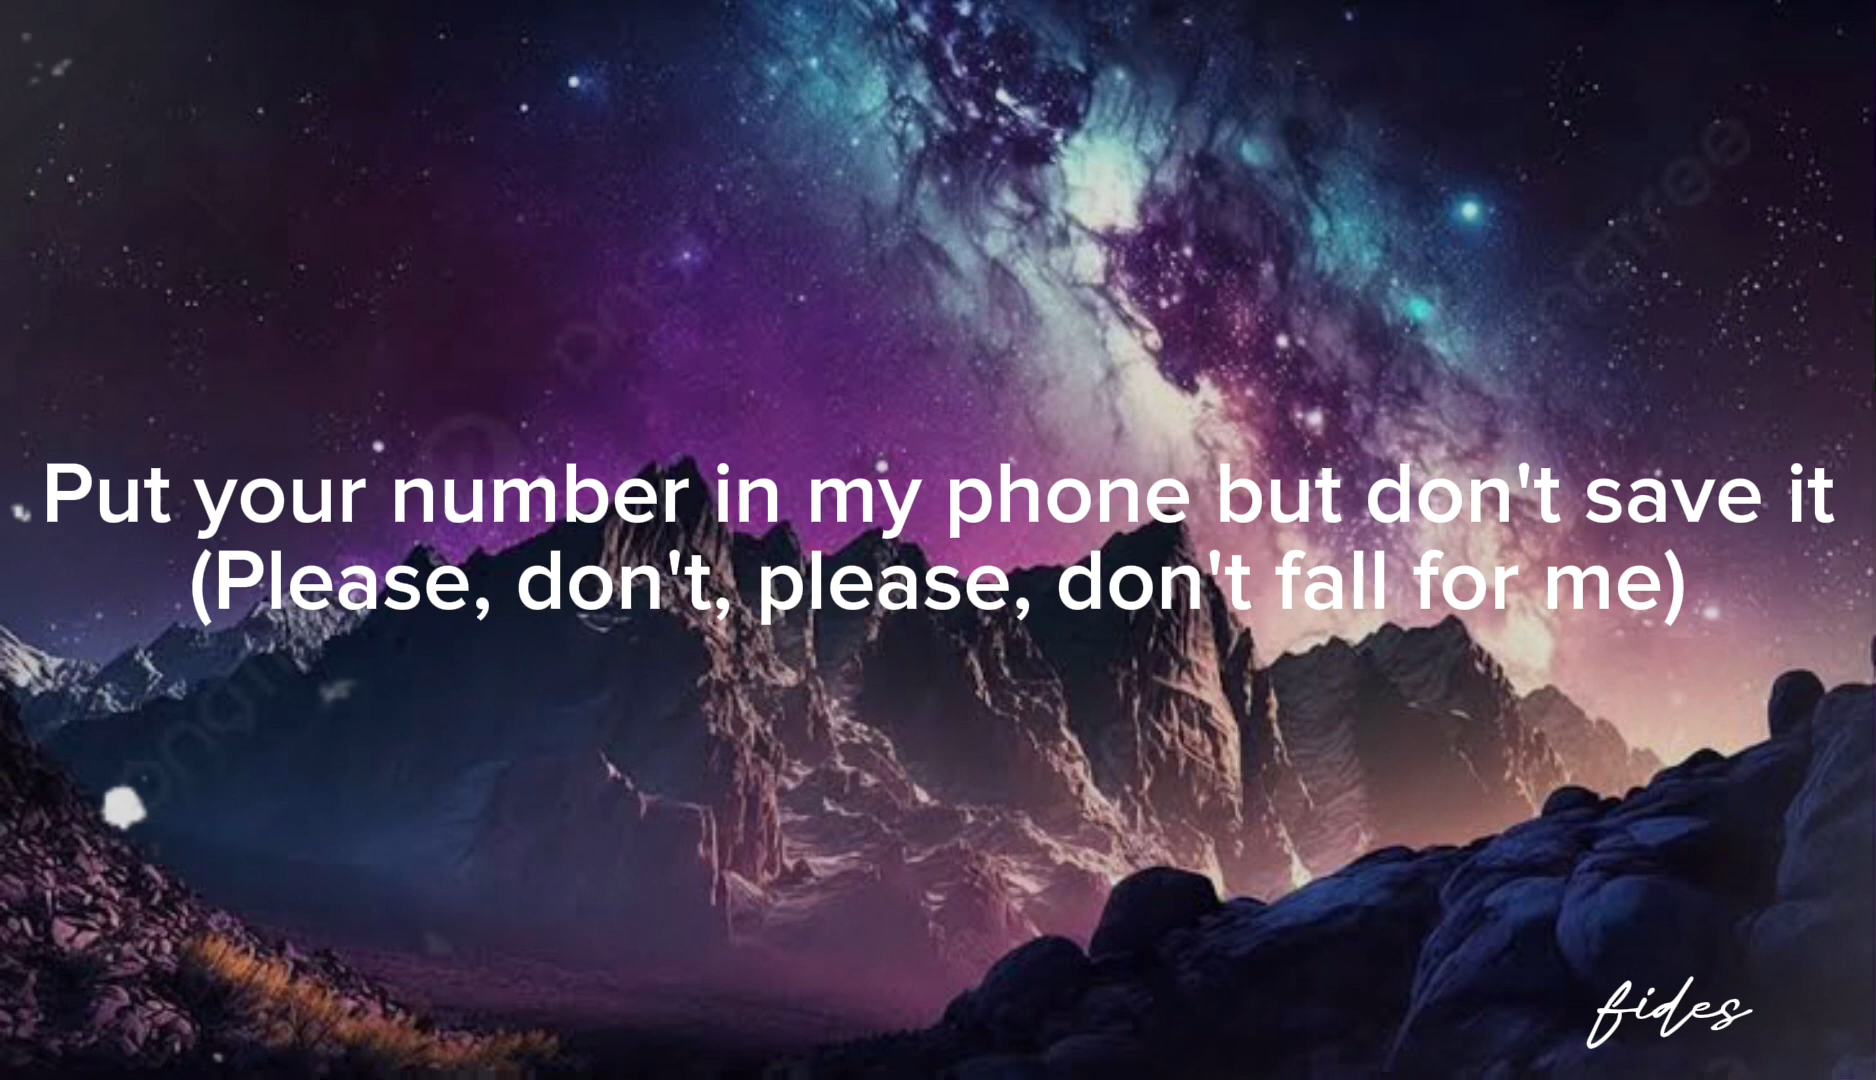 Put your number in my phone but don't save it
(Please, don't, please, don't fall for me)
fides